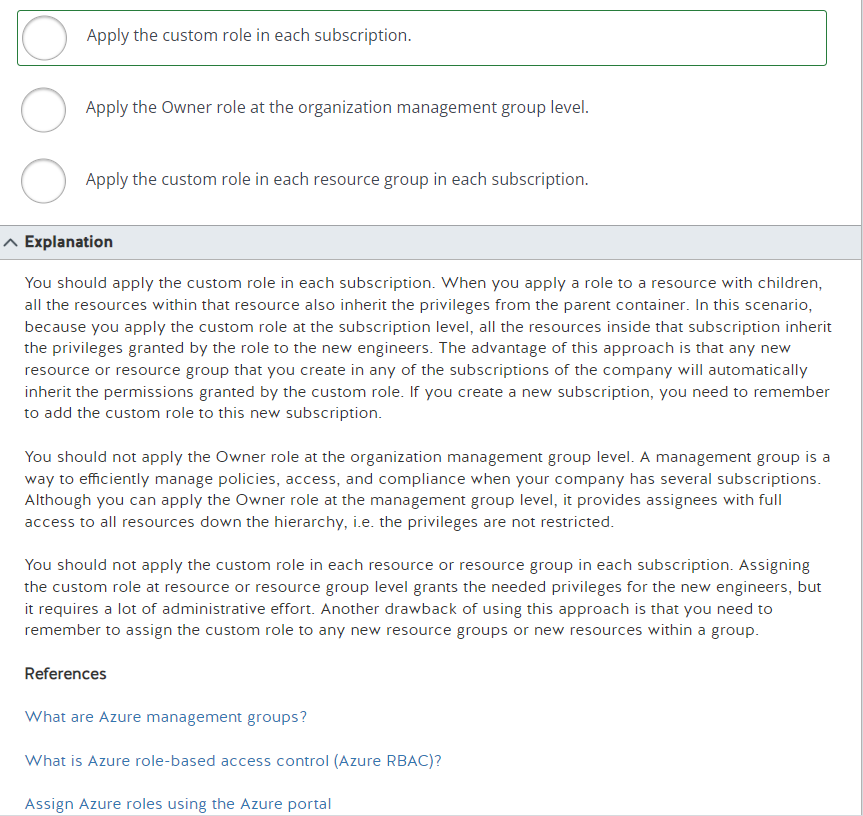 Apply the custom role in each subscription.
Apply the Owner role at the organization management group level.
Apply the custom role in each resource group in each subscription.
Explanation
You should apply the custom role in each subscription. When you apply a role to a resource with children,
all the resources within that resource also inherit the privileges from the parent container. In this scenario,
because you apply the custom role at the subscription level, all the resources inside that subscription inherit
the privileges granted by the role to the new engineers. The advantage of this approach is that any new
resource or resource group that you create in any of the subscriptions of the company will automatically
inherit the permissions granted by the custom role. If you create a new subscription, you need to remember
to add the custom role to this new subscription.
You should not apply the Owner role at the organization management group level. A management group is a
way to efficiently manage policies, access, and compliance when your company has several subscriptions.
Although you can apply the Owner role at the management group level, it provides assignees with full
access to all resources down the hierarchy, i.e. the privileges are not restricted.
You should not apply the custom role in each resource or resource group in each subscription. Assigning
the custom role at resource or resource group level grants the needed privileges for the new engineers, but
it requires a lot of administrative effort. Another drawback of using this approach is that you need to
remember to assign the custom role to any new resource groups or new resources within a group.
References
What are Azure management groups?
What is Azure role-based access control (Azure RBAC)?
Assign Azure roles using the Azure portal